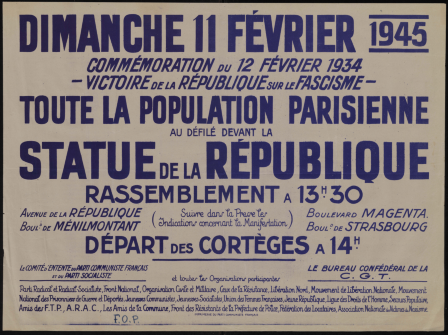 DIMANCHE 11 FÉVRIER 1945
COMMÉMORATION DU 12 FÉVRIER 1934
- VICTOIRE DE LA RÉPUBLIQUE SUR LE FASCISME -
TOUTE LA POPULATION PARISIENNE
AU DÉFILÉ DEVANT LA
STATUE DE LA RÉPUBLIQUE
RASSEMBLEMENT A 13H30
AVENUE DE LA RÉPUBLIQUE
BOULD DE MÉNILMONTANT
(Suivre dans la Presse les
Indications concernant la Manifestation)
BOULEVARD MAGENTA
BOULD DE STRASBOURG
DÉPART DES CORTÈGES A 14H
LE COMITÉ D'ENTENTE DU PARTI COMMUNISTE FRANÇAIS
ET DU PARTI SOCIALISTE
LE BUREAU CONFÉDÉRAL DE LA
C. G. T.
et toutes les Organisations participantes
Parti Radical et Radical-Socialiste, Front National, Organisation Civile et Militaire, Ceux de la Résistance, Libération Nord, Mouvement de Libération Nationale, Mouvement
National des Prisonniers de Guerre et Déportés, Jeunesses Communistes, Jeunesses Socialistes, Union des Femmes Françaises, Jeune République, Ligue des Droits de l'Homme, Secours Populaire,
Amis des F.T.P., A.R.A.C., Les Amis de la Commune, Front des Résistants de la Préfecture de Police, Fédération des Locataires, Association Nationale des
F.O.P.